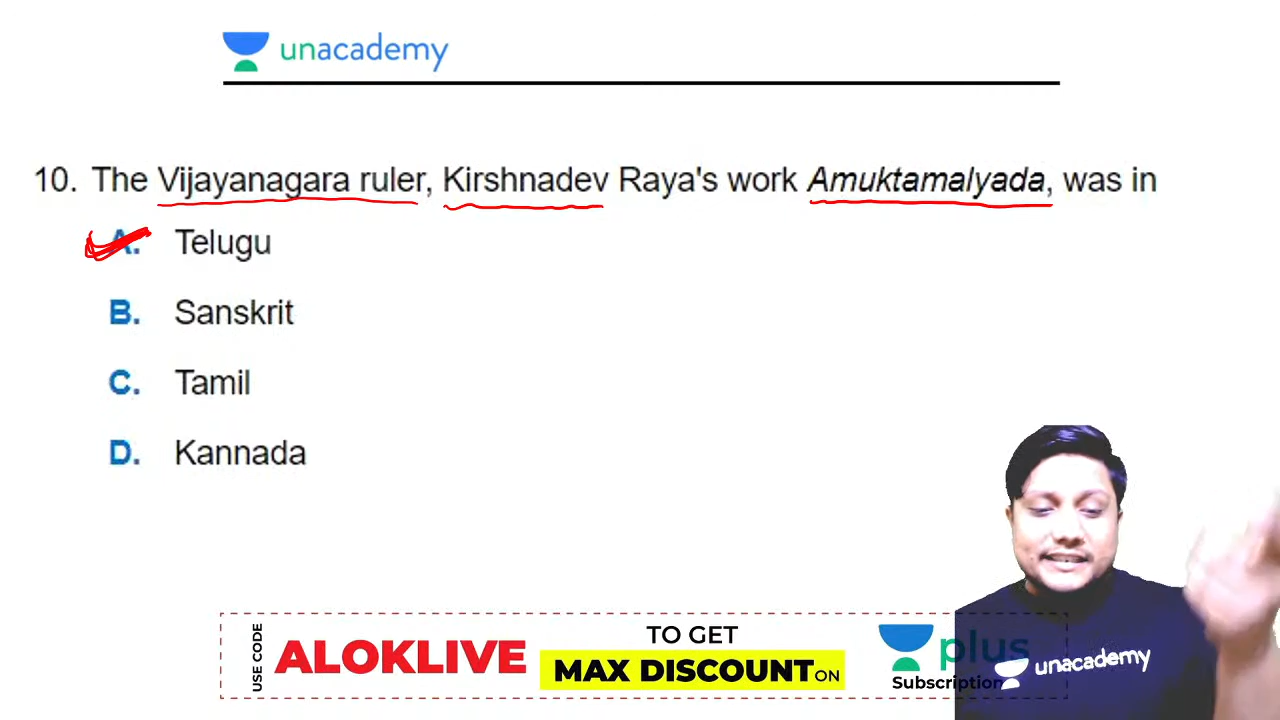 unacademy
10. The Vijayanagara ruler, Kirshnadev Raya's work Amuktamalyada, was in
A. Telugu
B. Sanskrit
C. Tamil
D. Kannada
USE CODE
ALOKLIVE
TO GET
MAX DISCOUNT ON
plus
Subscription
unacademy